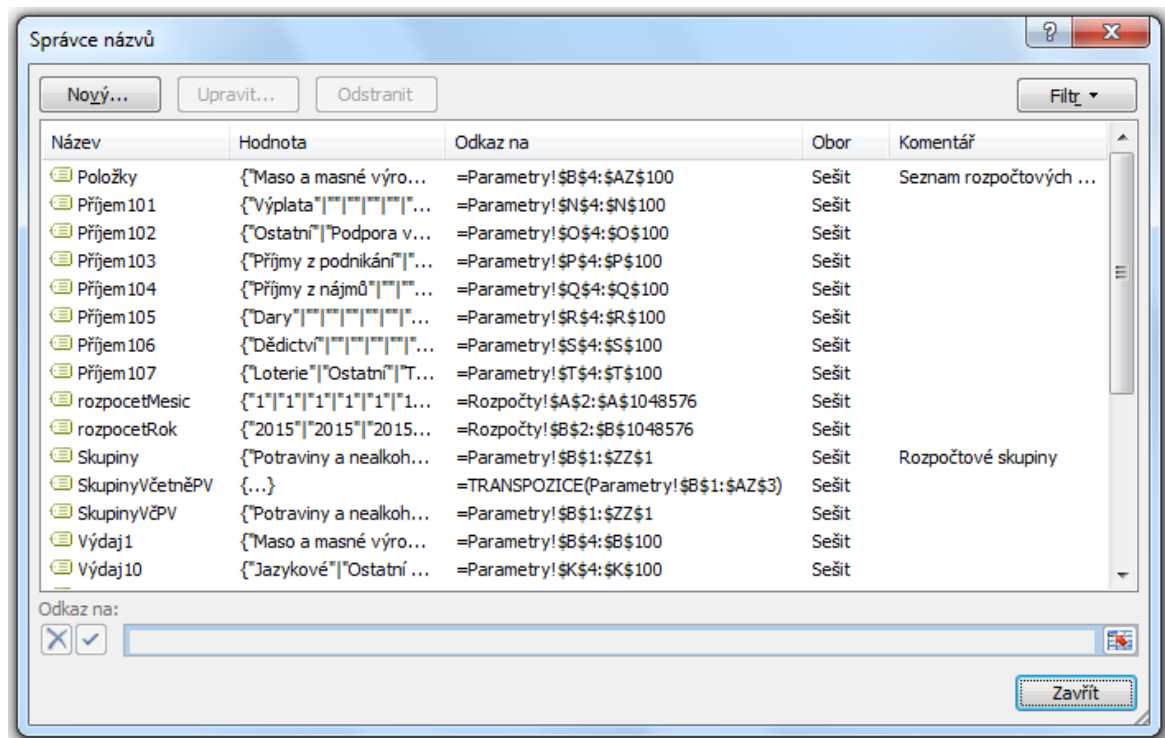 Správce názvů
Nový... Upravit... Odstranit Filtr
Název Hodnota Odkaz na Obor Komentář
Položky {"Maso a masné výro... =Parametry!$B$4:$AZ$100 Sešit Seznam rozpočtových ...
Příjem101 {"Výplata"|""|""|""|""|"... =Parametry!$N$4:$N$100 Sešit
Příjem102 {"Ostatní"|"Podpora v... =Parametry!$O$4:$O$100 Sešit
Příjem103 {"Příjmy z podnikání"|"... =Parametry!$P$4:$P$100 Sešit
Příjem104 {"Příjmy z nájmů"|""|""... =Parametry!$Q$4:$Q$100 Sešit
Příjem105 {"Dary"|""|""|""|""|""|"... =Parametry!$R$4:$R$100 Sešit
Příjem106 {"Dědictví"|""|""|""|""|"... =Parametry!$S$4:$S$100 Sešit
Příjem107 {"Loterie"|"Ostatní"|"T... =Parametry!$T$4:$T$100 Sešit
rozpocetMesic {"1"|"1"|"1"|"1"|"1"|"1... =Rozpočty!$A$2:$A$1048576 Sešit
rozpocetRok {"2015"|"2015"|"2015... =Rozpočty!$B$2:$B$1048576 Sešit
Skupiny {"Potraviny a nealkoh... =Parametry!$B$1:$ZZ$1 Sešit Rozpočtové skupiny
SkupinyVčetněPV {...} =TRANSPOZICE(Parametry!$B$1:$AZ$3) Sešit
SkupinyVčPV {"Potraviny a nealkoh... =Parametry!$B$1:$ZZ$1 Sešit
Výdaj1 {"Maso a masné výro... =Parametry!$B$4:$B$100 Sešit
Výdaj10 {"Jazykové"|"Ostatní ... =Parametry!$K$4:$K$100 Sešit
Odkaz na:
Zavřít